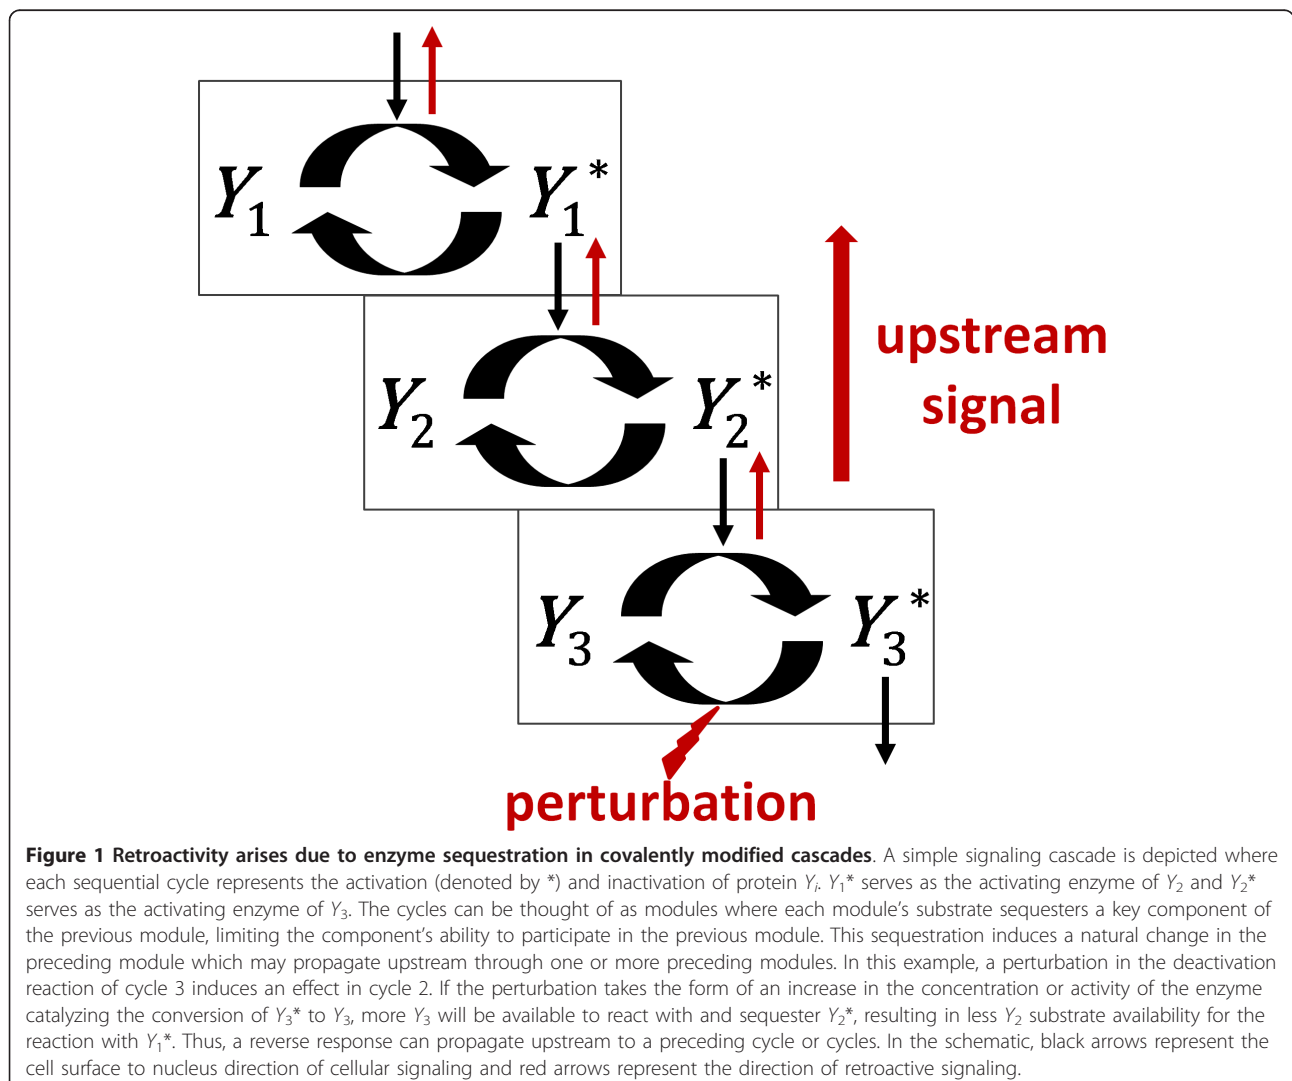 Y1 Y1*
upstream
signal
Y2 Y2*
Y3 Y3*
perturbation
Figure 1 Retroactivity arises due to enzyme sequestration in covalently modified cascades. A simple signaling cascade is depicted where
each sequential cycle represents the activation (denoted by *) and inactivation of protein Yi. Y1* serves as the activating enzyme of Y2 and Y2*
serves as the activating enzyme of Y3. The cycles can be thought of as modules where each module's substrate sequesters a key component of
the previous module, limiting the component's ability to participate in the previous module. This sequestration induces a natural change in the
preceding module which may propagate upstream through one or more preceding modules. In this example, a perturbation in the deactivation
reaction of cycle 3 induces an effect in cycle 2. If the perturbation takes the form of an increase in the concentration or activity of the enzyme
catalyzing the conversion of Y3* to Y3, more Y3 will be available to react with and sequester Y2*, resulting in less Y2 substrate availability for the
reaction with Y1*. Thus, a reverse response can propagate upstream to a preceding cycle or cycles. In the schematic, black arrows represent the
cell surface to nucleus direction of cellular signaling and red arrows represent the direction of retroactive signaling.